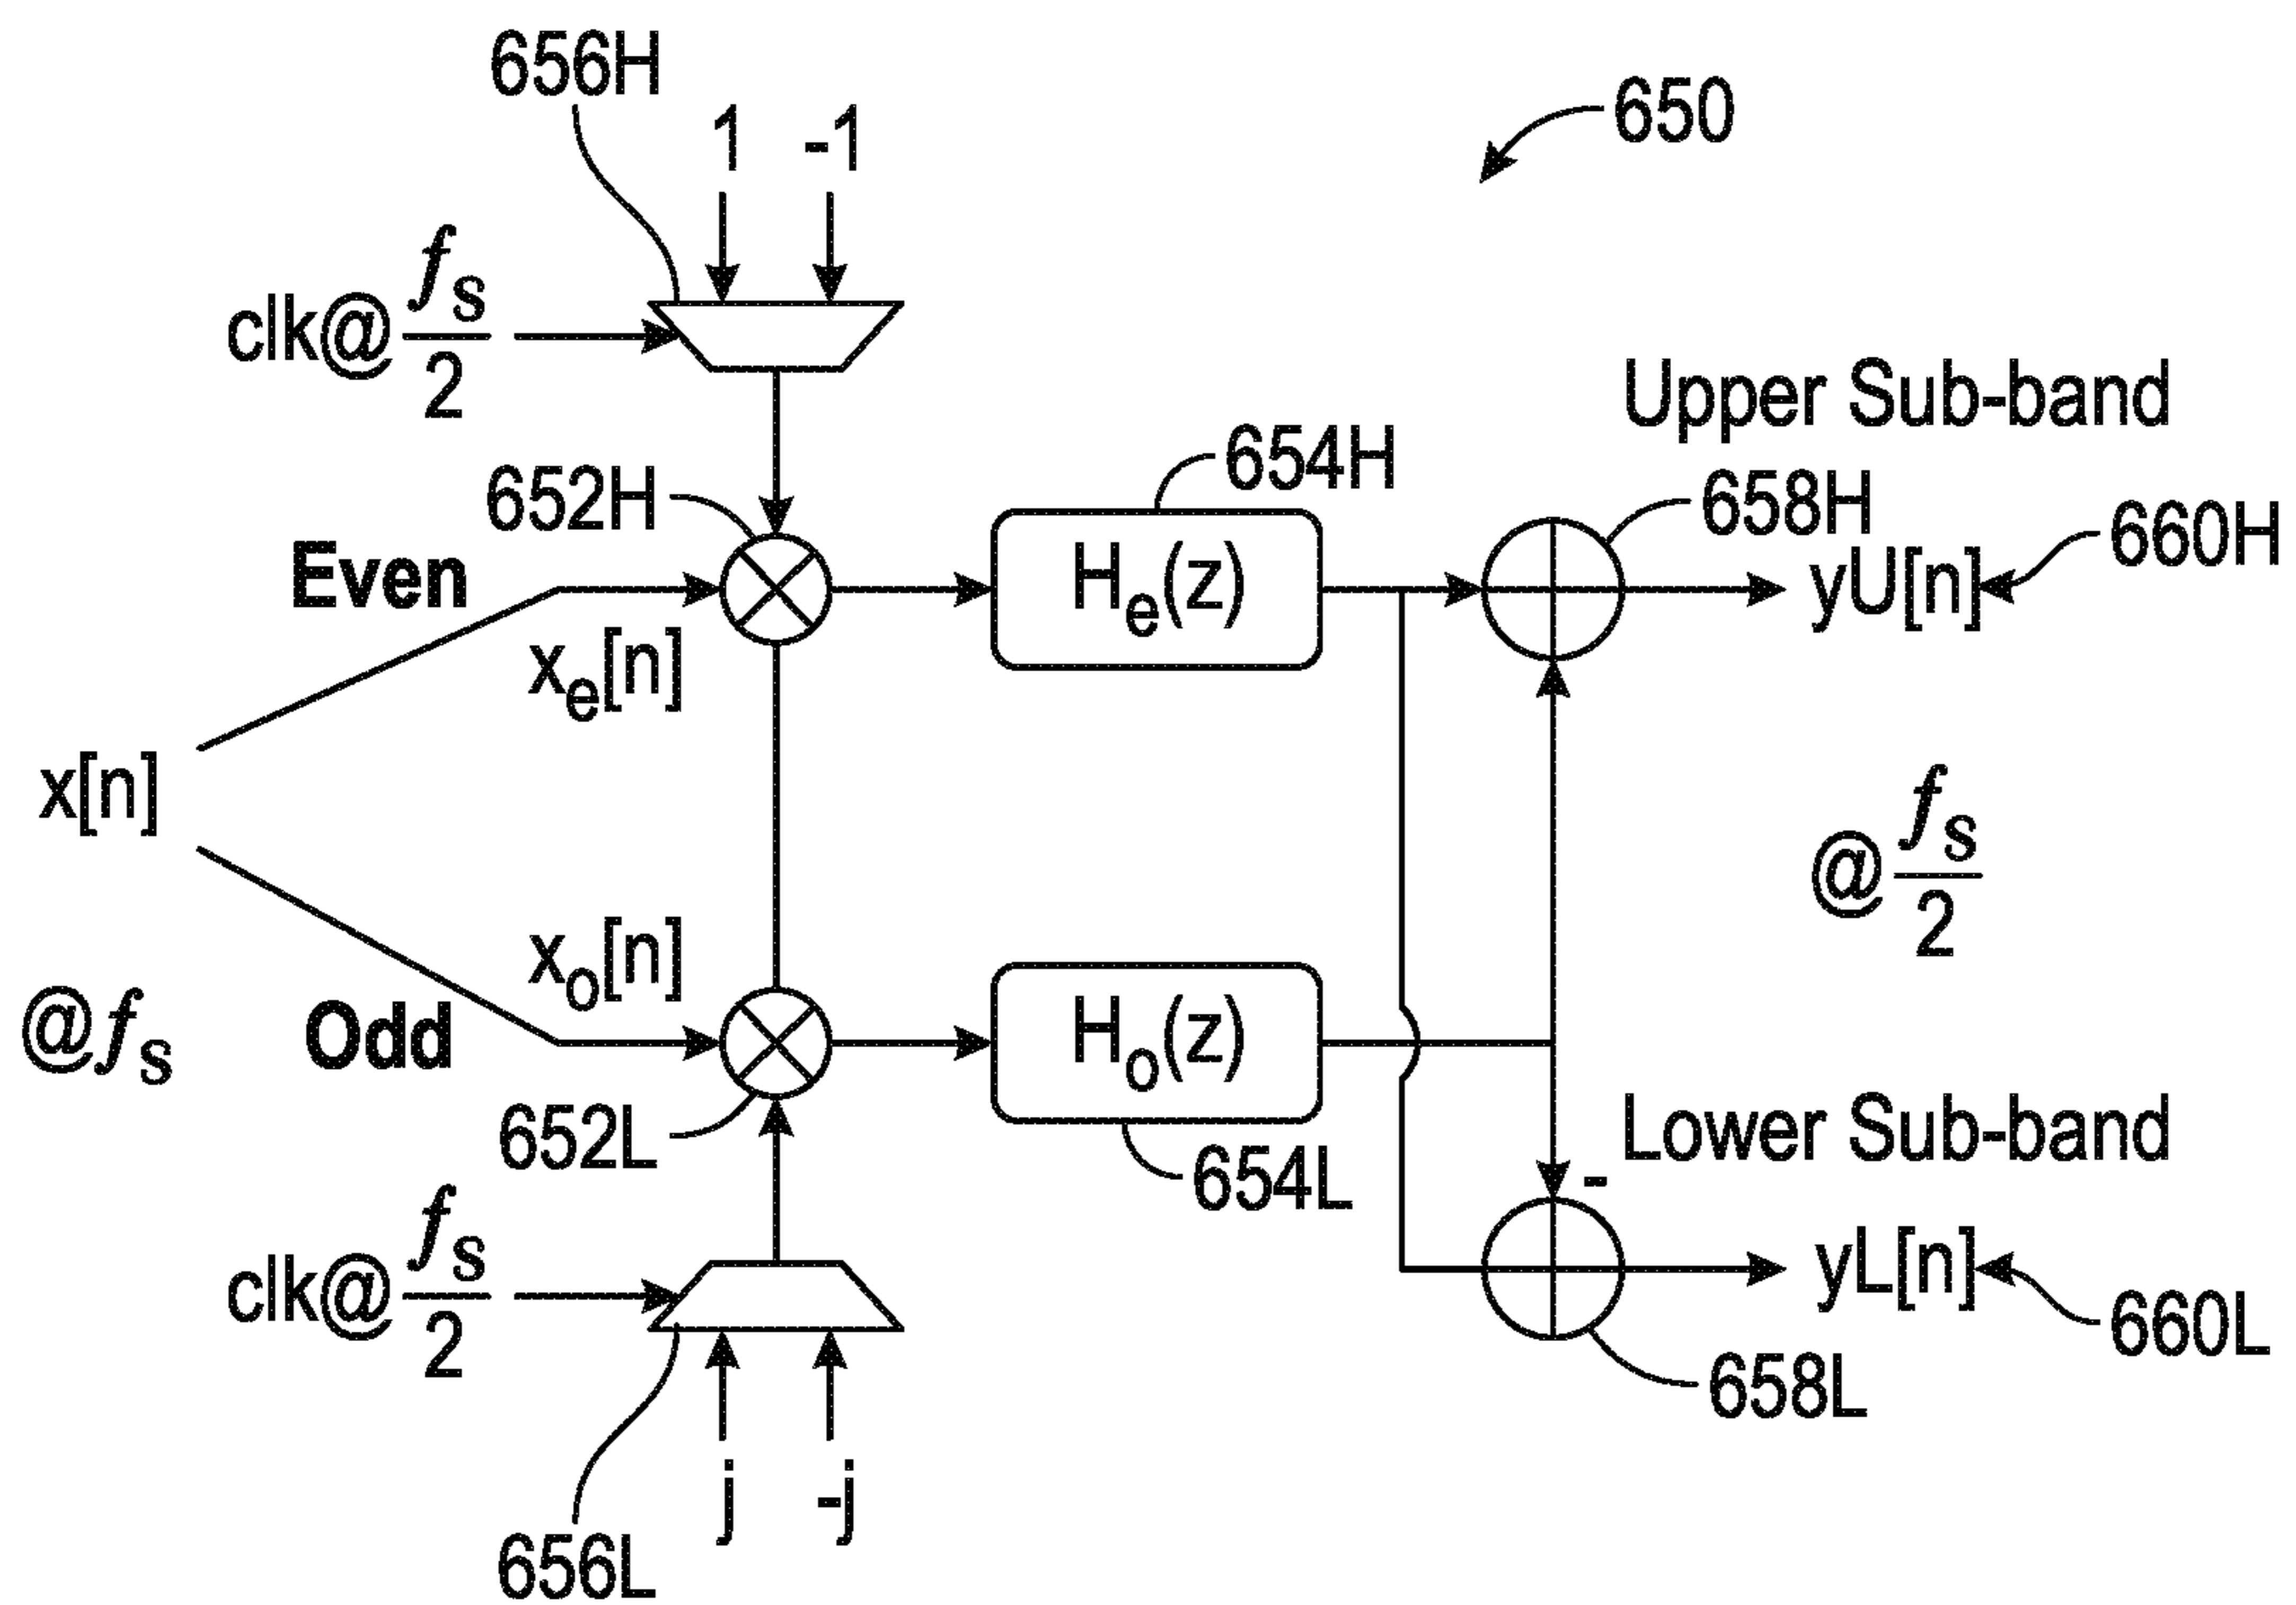 656H
1 -1
650
clk@ fs/2
Upper Sub-band
654H
652H
658H
660H
Even
He(z)
yU[n]
xe[n]
x[n]
@ fs/2
xo[n]
@fs
Odd
Ho(z)
Lower Sub-band
652L
654L
-
clk@ fs/2
yL[n]
660L
658L
j -j
656L